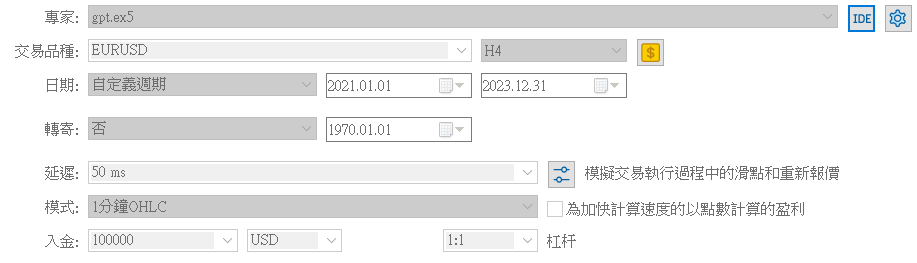 專家: gpt.ex5 IDE
交易品種: EURUSD H4 $
日期: 自定義週期 2021.01.01 2023.12.31
轉寄: 否 1970.01.01
延遲: 50 ms 模擬交易執行過程中的滑點和重新報價
模式: 1分鐘OHLC 為加快計算速度的以點數計算的盈利
入金: 100000 USD 1:1 槓杆